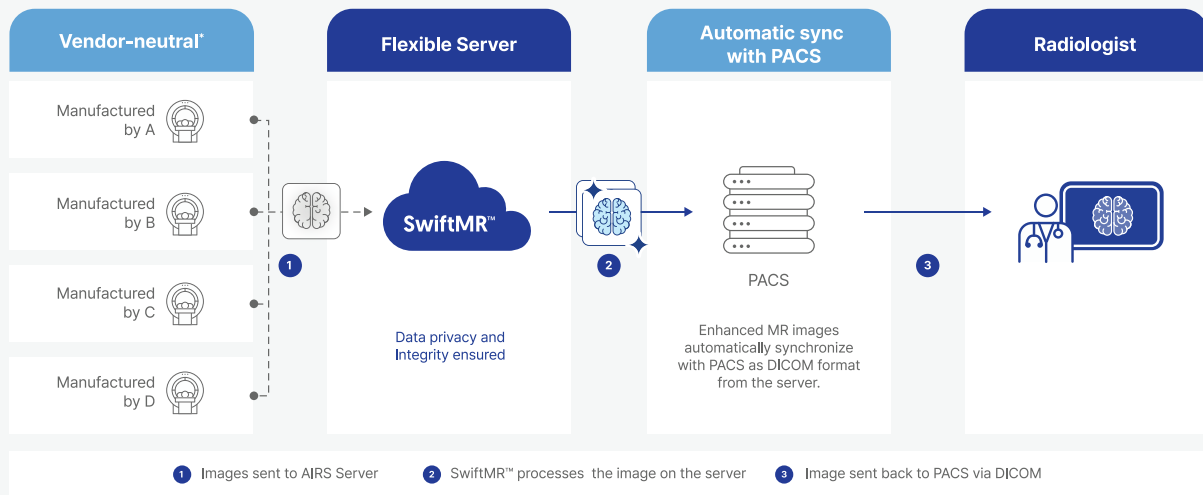 Vendor-neutral*
Manufactured
by A
Manufactured
by B
Manufactured
by C
Manufactured
by D
1
Flexible Server
SwiftMR™
Data privacy and
Integrity ensured
2
Automatic sync
with PACS
PACS
Enhanced MR images
automatically synchronize
with PACS as DICOM format
from the server.
3
Radiologist
1 Images sent to AIRS Server
2 SwiftMR™ processes the image on the server
3 Image sent back to PACS via DICOM